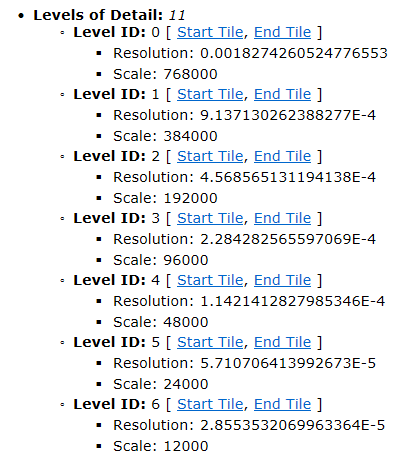 • Levels of Detail: 11
◦ Level ID: 0 [ Start Tile, End Tile ]
▪ Resolution: 0.0018274260524776553
▪ Scale: 768000
◦ Level ID: 1 [ Start Tile, End Tile ]
▪ Resolution: 9.137130262388277E-4
▪ Scale: 384000
◦ Level ID: 2 [ Start Tile, End Tile ]
▪ Resolution: 4.568565131194138E-4
▪ Scale: 192000
◦ Level ID: 3 [ Start Tile, End Tile ]
▪ Resolution: 2.284282565597069E-4
▪ Scale: 96000
◦ Level ID: 4 [ Start Tile, End Tile ]
▪ Resolution: 1.1421412827985346E-4
▪ Scale: 48000
◦ Level ID: 5 [ Start Tile, End Tile ]
▪ Resolution: 5.710706413992673E-5
▪ Scale: 24000
◦ Level ID: 6 [ Start Tile, End Tile ]
▪ Resolution: 2.8553532069963364E-5
▪ Scale: 12000